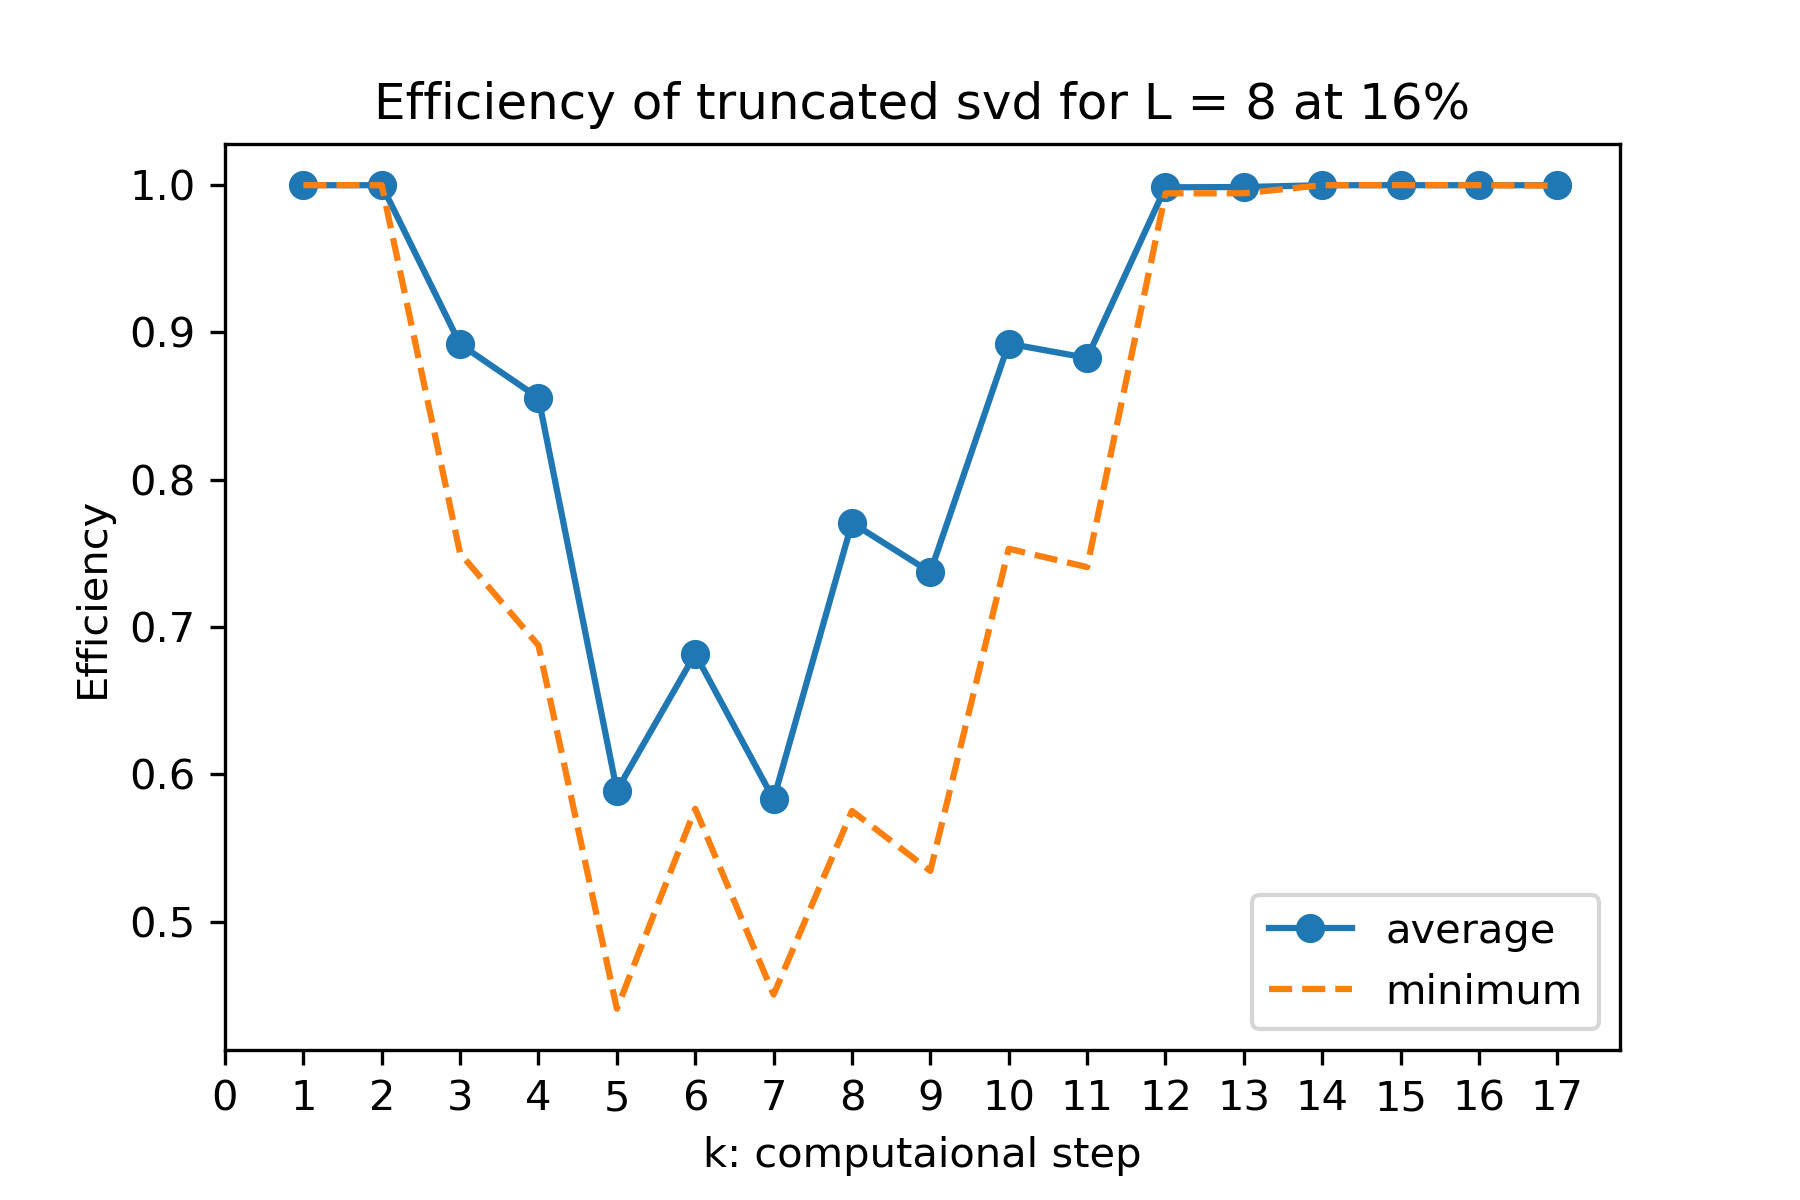 Efficiency of truncated svd for L = 8 at 16%
1.0
0.9
0.8
0.7
0.6
0.5
Efficiency
average
minimum
0 1 2 3 4 5 6 7 8 9 10 11 12 13 14 15 16 17
k: computaional step